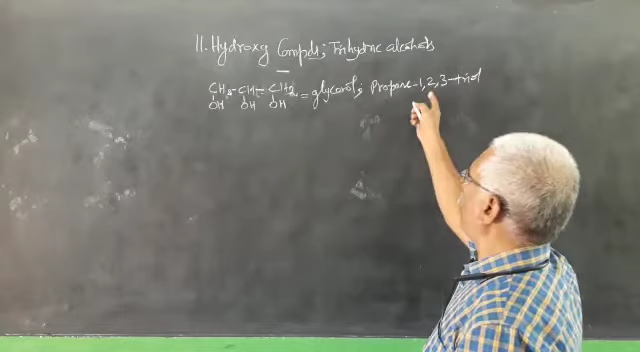 11. Hydroxy Compds; Trihydric alcohols
CH2-CH-CH2 = glycerol; Propane-1,2,3-triol
OH OH OH